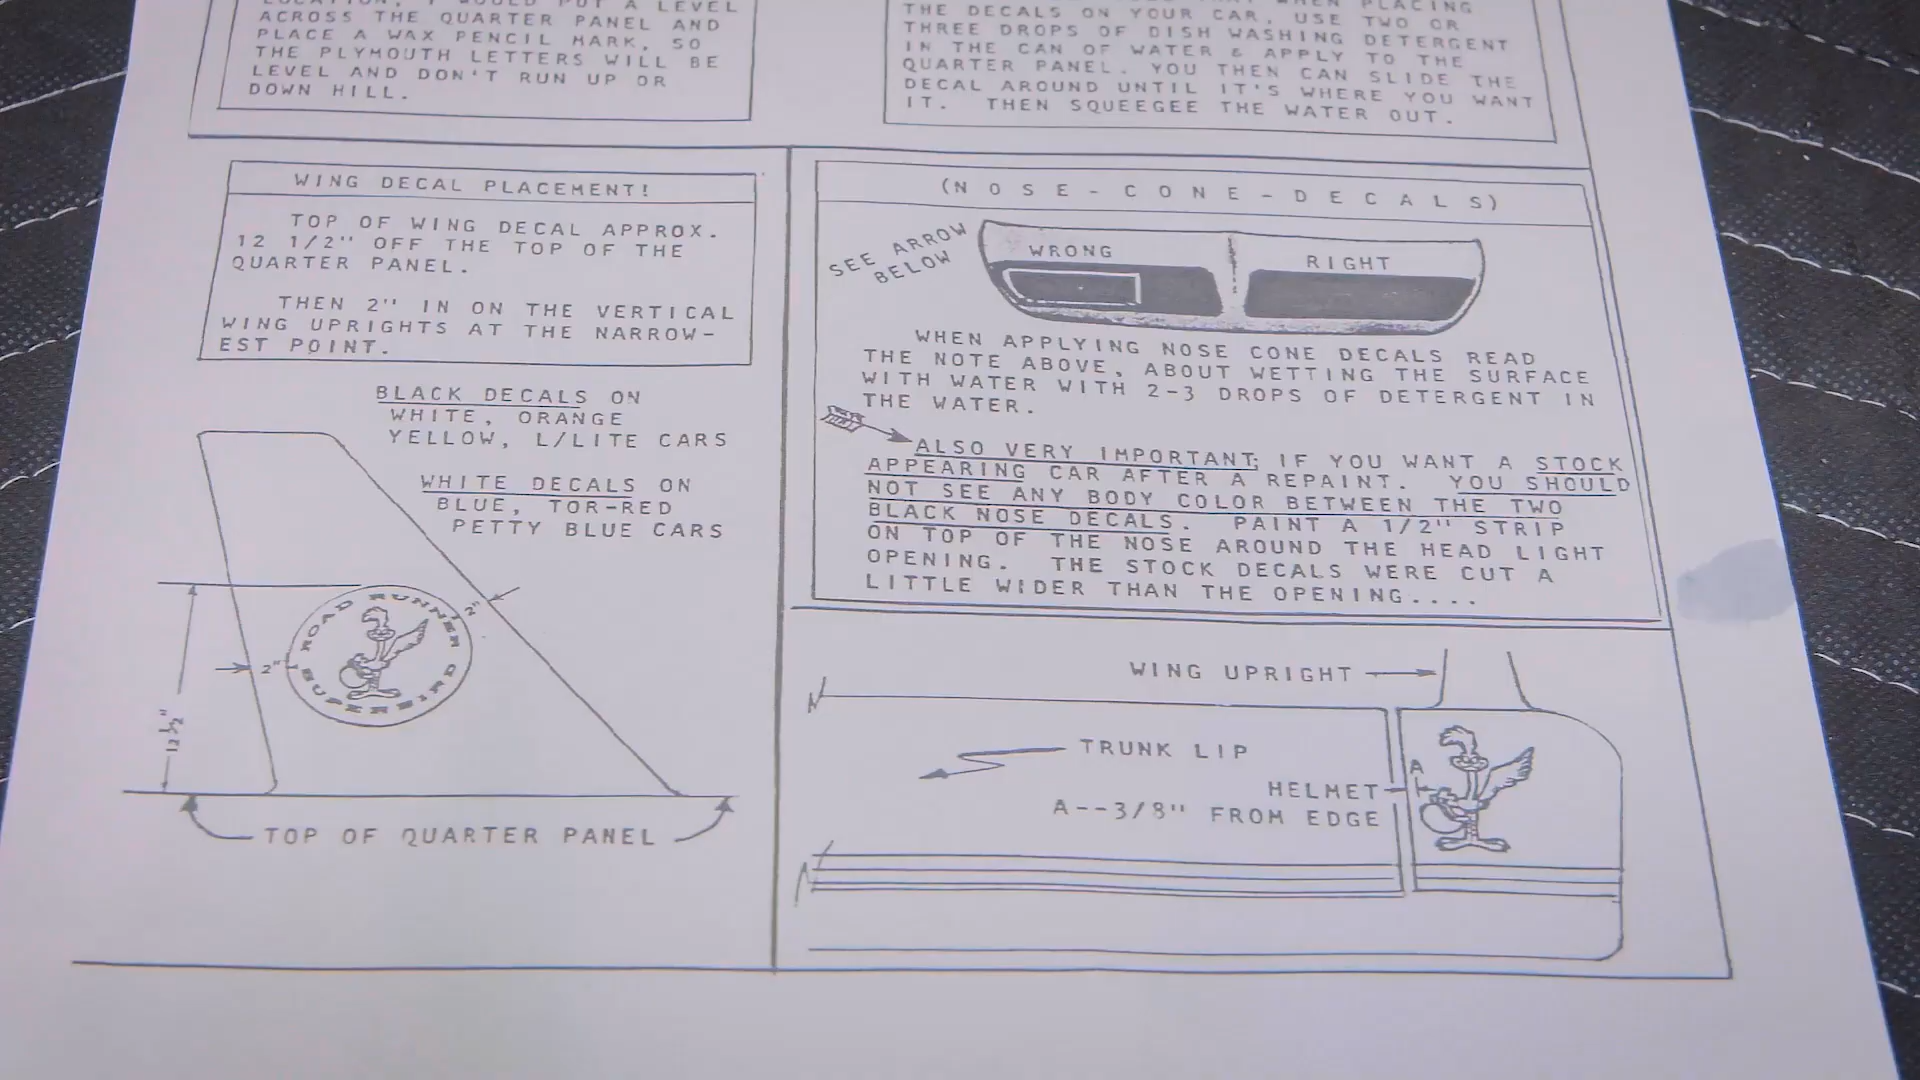 A LEVEL
ACROSS THE QUARTER PANEL AND
PLACE A WAX PENCIL MARK, SO
THE PLYMOUTH LETTERS WILL BE
LEVEL AND DON'T RUN UP OR
DOWN HILL.
PLACING
THE DECALS ON YOUR CAR, USE TWO OR
THREE DROPS OF DISH WASHING DETERGENT
IN THE CAN OF WATER & APPLY TO THE
QUARTER PANEL. YOU THEN CAN SLIDE THE
DECAL AROUND UNTIL IT'S WHERE YOU WANT
IT. THEN SQUEEGEE THE WATER OUT.
WING DECAL PLACEMENT!
TOP OF WING DECAL APPROX.
12 1/2" OFF THE TOP OF THE
QUARTER PANEL.
THEN 2" IN ON THE VERTICAL
WING UPRIGHTS AT THE NARROW-
EST POINT.
BLACK DECALS ON
WHITE, ORANGE
YELLOW, L/LITE CARS
WHITE DECALS ON
BLUE, TOR-RED
PETTY BLUE CARS
ROAD RUNNER
SUPERBIRD
2"
2"
12 1/2"
TOP OF QUARTER PANEL
(NOSE-CONE-DECALS)
SEE ARROW
BELOW
WRONG
RIGHT
WHEN APPLYING NOSE CONE DECALS READ
THE NOTE ABOVE, ABOUT WETTING THE SURFACE
WITH WATER WITH 2-3 DROPS OF DETERGENT IN
THE WATER.
ALSO VERY IMPORTANT; IF YOU WANT A STOCK
APPEARING CAR AFTER A REPAINT. YOU SHOULD
NOT SEE ANY BODY COLOR BETWEEN THE TWO
BLACK NOSE DECALS. PAINT A 1/2" STRIP
ON TOP OF THE NOSE AROUND THE HEAD LIGHT
OPENING. THE STOCK DECALS WERE CUT A
LITTLE WIDER THAN THE OPENING....
WING UPRIGHT
TRUNK LIP
HELMET
A--3/8" FROM EDGE
A